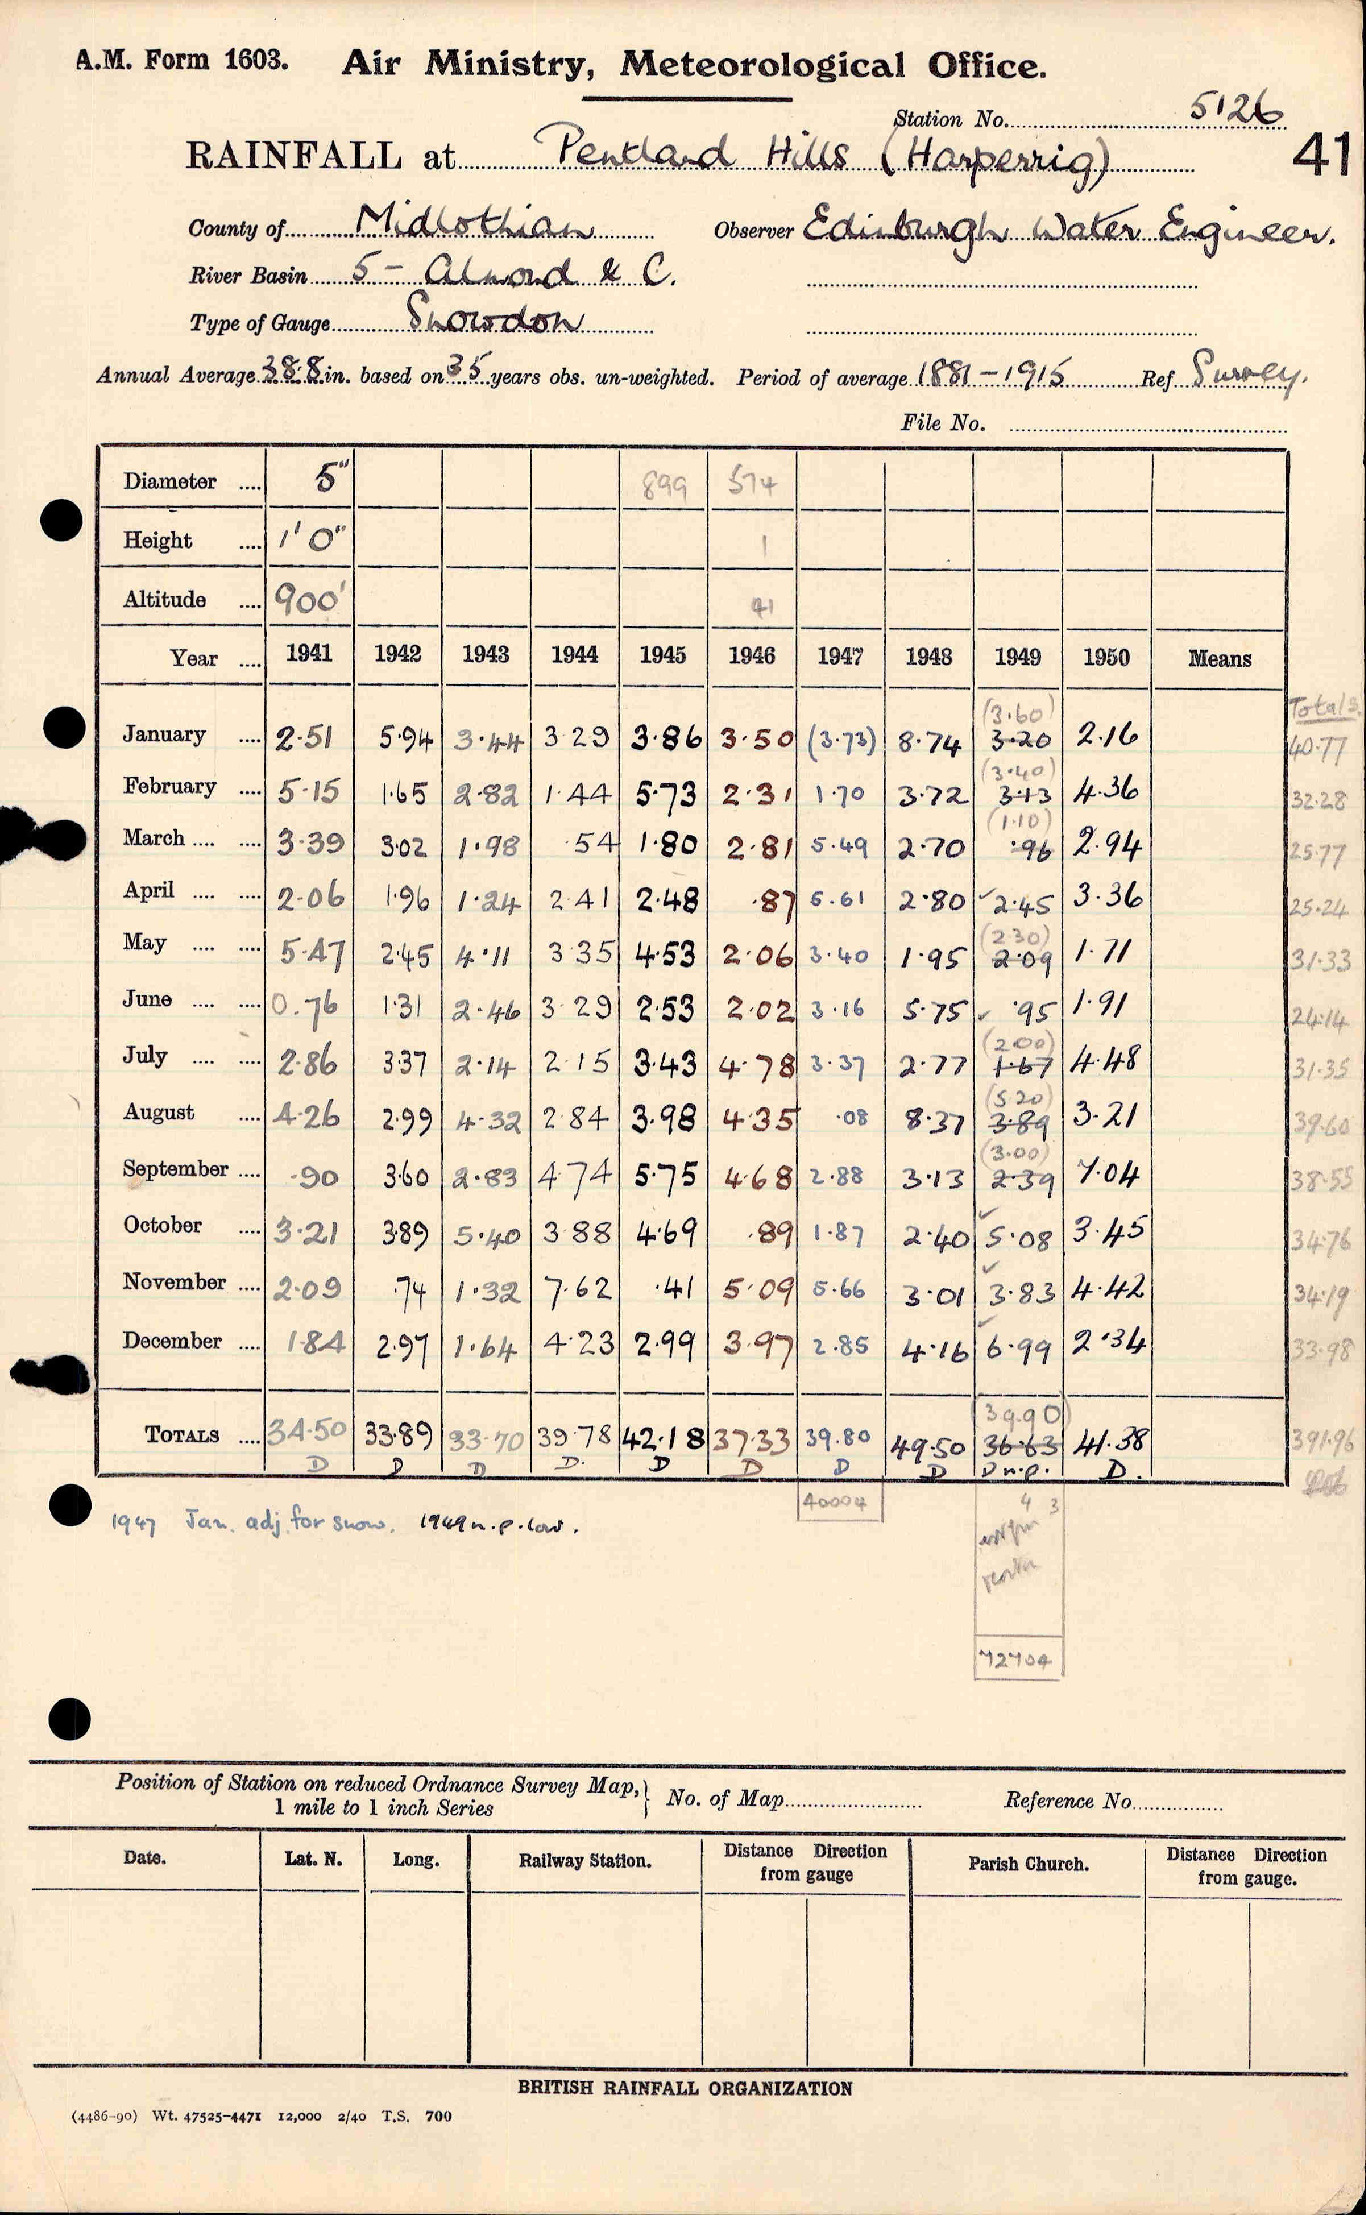 A.M. Form 1603. Air Ministry, Meteorological Office.
Station No. 5126
RAINFALL at Pentland Hills (Harperrig) 41
County of Midlothian Observer Edinburgh Water Engineer.
River Basin 5 - Almond & C.
Type of Gauge Snowdon
Annual Average 38.8 in. based on 35 years obs. un-weighted. Period of average 1881-1915 Ref Survey.
File No.
Diameter .... 5" 899 574
Height .... 1' 0" 1
Altitude .... 900' 41
Year .... 1941 1942 1943 1944 1945 1946 1947 1948 1949 1950 Means
Totals
(3.60)
January .... 2.51 5.94 3.44 3.29 3.86 3.50 (3.73) 8.74 3.20 2.16 40.77
(3.40)
February .... 5.15 1.65 2.82 1.44 5.73 2.31 1.70 3.72 3.13 4.36 32.28
(1.10)
March .... .... 3.39 3.02 1.98 .54 1.80 2.81 5.49 2.70 .96 2.94 25.77
April .... .... 2.06 1.96 1.24 2.41 2.48 .87 5.61 2.80 ✓2.45 3.36 25.24
(2.30)
May .... .... 5.47 2.45 4.11 3.35 4.53 2.06 3.40 1.95 2.09 1.71 31.33
June .... .... 0.76 1.31 2.46 3.29 2.53 2.02 3.16 5.75 ✓ .95 1.91 24.14
(2.00)
July .... .... 2.86 3.37 2.14 2.15 3.43 4.78 3.37 2.77 1.67 4.48 31.35
(5.20)
August .... 4.26 2.99 4.32 2.84 3.98 4.35 .08 8.37 3.89 3.21 39.60
(3.00)
September .... .90 3.60 2.83 4.74 5.75 4.68 2.88 3.13 2.39 7.04 38.55
October .... 3.21 3.89 5.40 3.88 4.69 .89 1.87 2.40 ✓5.08 3.45 34.76
November .... 2.09 .74 1.32 7.62 .41 5.09 5.66 3.01 ✓3.83 4.42 34.19
December .... 1.84 2.97 1.64 4.23 2.99 3.97 2.85 4.16 ✓6.99 2.34 33.98
(39.90)
TOTALS .... 34.50 33.89 33.70 39.78 42.18 37.33 39.80 49.50 36.63 41.38 391.96
D D D D. D D D D D n.p. D.
40004 4 3
1947 Jan. adj. for snow. 1949 n.p. low.
72704
Position of Station on reduced Ordnance Survey Map,
1 mile to 1 inch Series
No. of Map
Reference No.
Date. Lat. N. Long. Railway Station. Distance Direction from gauge Parish Church. Distance Direction from gauge.
BRITISH RAINFALL ORGANIZATION
(4486-90) Wt. 47525-4471 12,000 2/40 T.S. 700